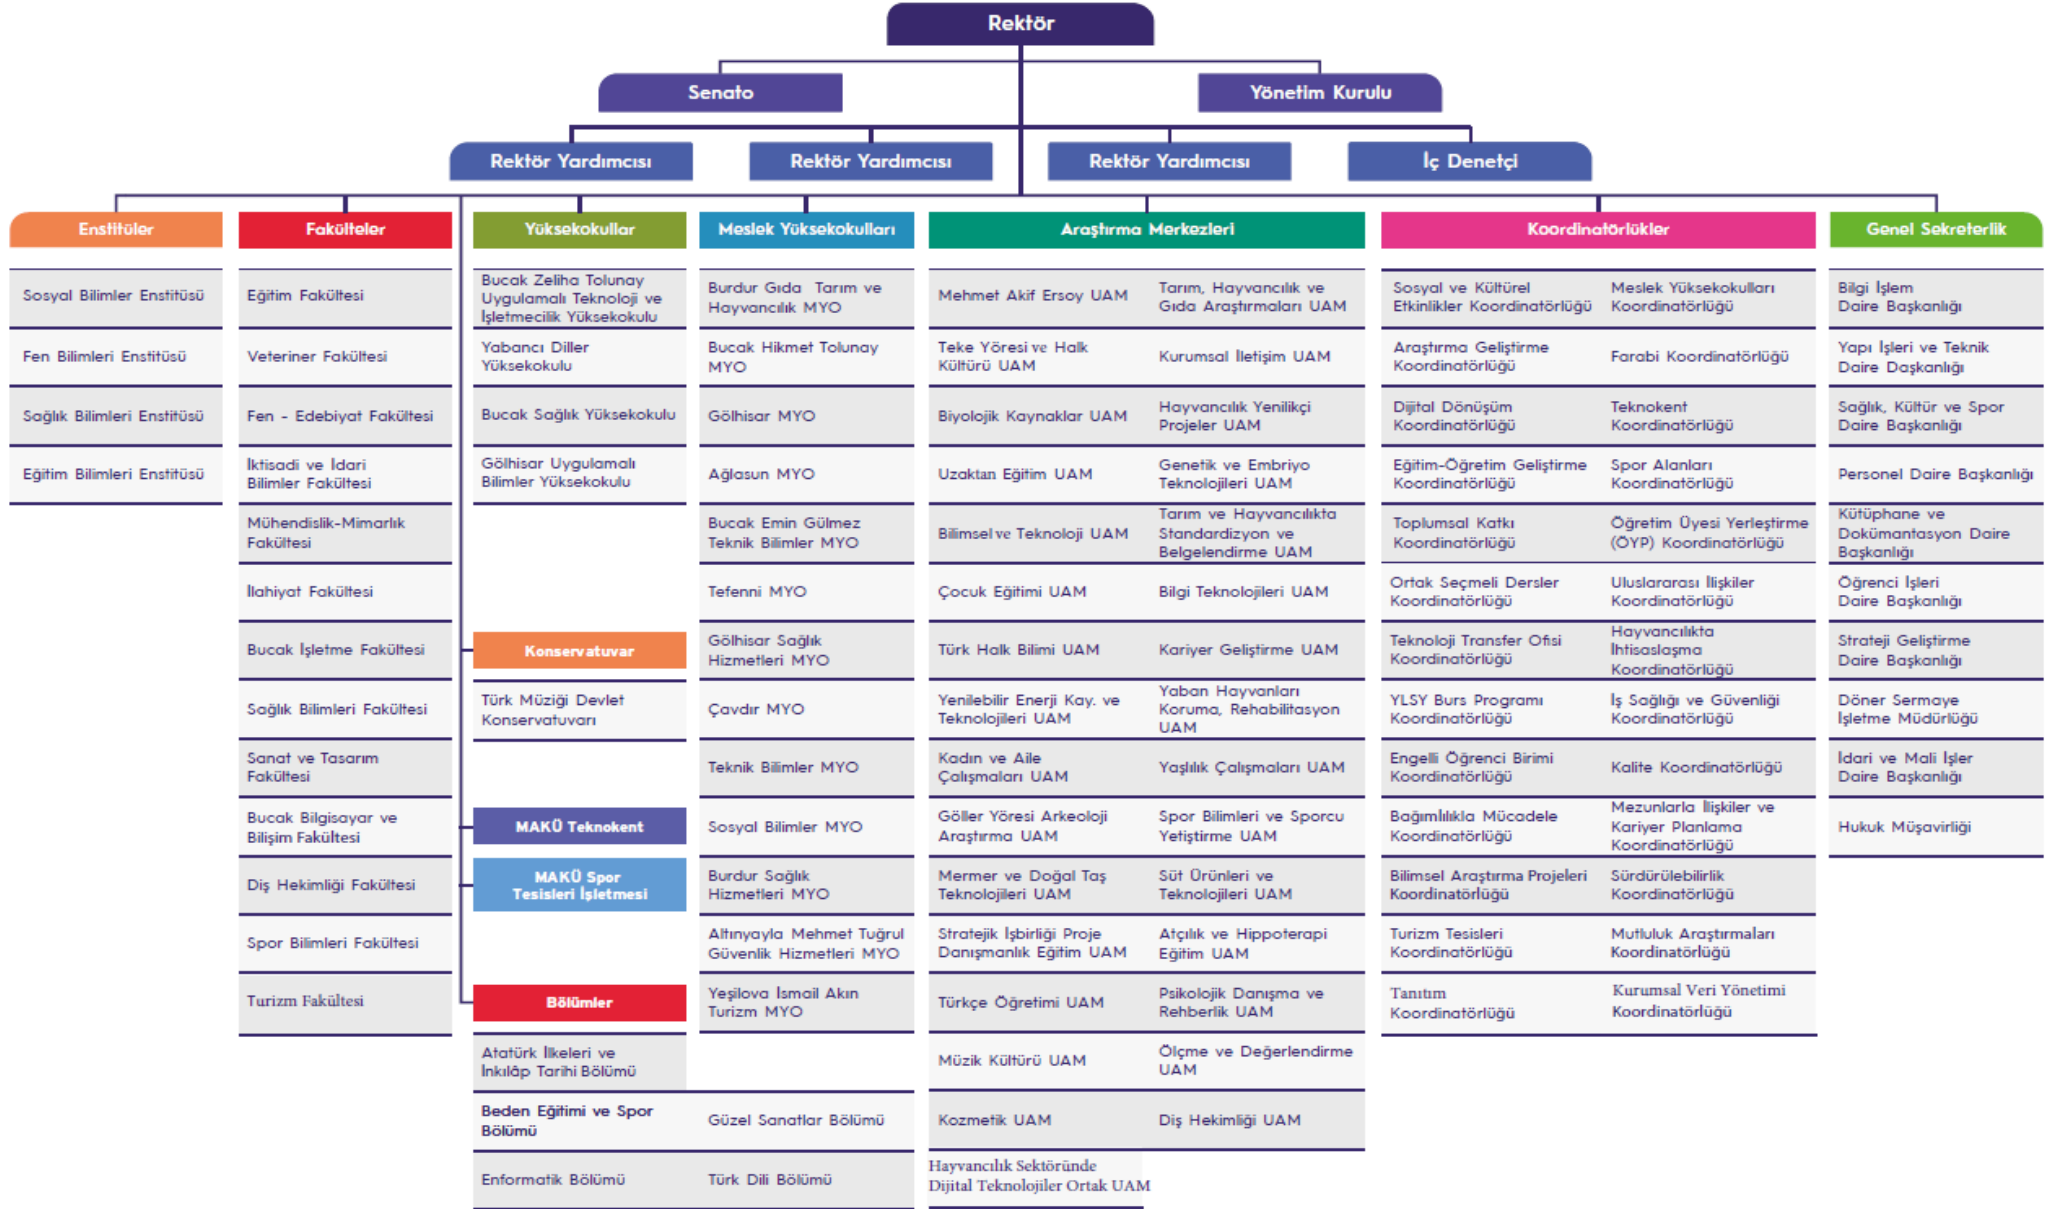 Rektör
Senato
Yönetim Kurulu
Rektör Yardımcısı
Rektör Yardımcısı
Rektör Yardımcısı
İç Denetçi
Enstitüler
Sosyal Bilimler Enstitüsü
Fen Bilimleri Enstitüsü
Sağlık Bilimleri Enstitüsü
Eğitim Bilimleri Enstitüsü
Fakülteler
Eğitim Fakültesi
Veteriner Fakültesi
Fen - Edebiyat Fakültesi
İktisadi ve İdari
Bilimler Fakültesi
Mühendislik-Mimarlık
Fakültesi
İlahiyat Fakültesi
Bucak İşletme Fakültesi
Sağlık Bilimleri Fakültesi
Sanat ve Tasarım
Fakültesi
Bucak Bilgisayar ve
Bilişim Fakültesi
Diş Hekimliği Fakültesi
Spor Bilimleri Fakültesi
Turizm Fakültesi
Yüksekokullar
Bucak Zeliha Tolunay
Uygulamalı Teknoloji ve
İşletmecilik Yüksekokulu
Yabancı Diller
Yüksekokulu
Bucak Sağlık Yüksekokulu
Gölhisar Uygulamalı
Bilimler Yüksekokulu
Konservatuvar
Türk Müziği Devlet
Konservatuvarı
MAKÜ Teknokent
MAKÜ Spor
Tesisleri İşletmesi
Bölümler
Atatürk İlkeleri ve
İnkılâp Tarihi Bölümü
Beden Eğitimi ve Spor
Bölümü
Güzel Sanatlar Bölümü
Enformatik Bölümü
Türk Dili Bölümü
Meslek Yüksekokulları
Burdur Gıda Tarım ve
Hayvancılık MYO
Bucak Hikmet Tolunay
MYO
Gölhisar MYO
Ağlasun MYO
Bucak Emin Gülmez
Teknik Bilimler MYO
Tefenni MYO
Gölhisar Sağlık
Hizmetleri MYO
Çavdır MYO
Teknik Bilimler MYO
Sosyal Bilimler MYO
Burdur Sağlık
Hizmetleri MYO
Altınyayla Mehmet Tuğrul
Güvenlik Hizmetleri MYO
Yeşilova İsmail Akın
Turizm MYO
Araştırma Merkezleri
Mehmet Akif Ersoy UAM
Teke Yöresi ve Halk
Kültürü UAM
Biyolojik Kaynaklar UAM
Uzaktan Eğitim UAM
Bilimsel ve Teknoloji UAM
Çocuk Eğitimi UAM
Türk Halk Bilimi UAM
Yenilebilir Enerji Kay. ve
Teknolojileri UAM
Kadın ve Aile
Çalışmaları UAM
Göller Yöresi Arkeoloji
Araştırma UAM
Mermer ve Doğal Taş
Teknolojileri UAM
Stratejik İşbirliği Proje
Danışmanlık Eğitim UAM
Türkçe Öğretimi UAM
Müzik Kültürü UAM
Kozmetik UAM
Hayvancılık Sektöründe
Dijital Teknolojiler Ortak UAM
Tarım, Hayvancılık ve
Gıda Araştırmaları UAM
Kurumsal İletişim UAM
Hayvancılık Yenilikçi
Projeler UAM
Genetik ve Embriyo
Teknolojileri UAM
Tarım ve Hayvancılıkta
Standardizyon ve
Belgelendirme UAM
Bilgi Teknolojileri UAM
Kariyer Geliştirme UAM
Yaban Hayvanları
Koruma, Rehabilitasyon
UAM
Yaşlılık Çalışmaları UAM
Spor Bilimleri ve Sporcu
Yetiştirme UAM
Süt Ürünleri ve
Teknolojileri UAM
Atçılık ve Hippoterapi
Eğitim UAM
Psikolojik Danışma ve
Rehberlik UAM
Ölçme ve Değerlendirme
UAM
Diş Hekimliği UAM
Koordinatörlükler
Sosyal ve Kültürel
Etkinlikler Koordinatörlüğü
Araştırma Geliştirme
Koordinatörlüğü
Dijital Dönüşüm
Koordinatörlüğü
Eğitim-Öğretim Geliştirme
Koordinatörlüğü
Toplumsal Katkı
Koordinatörlüğü
Ortak Seçmeli Dersler
Koordinatörlüğü
Teknoloji Transfer Ofisi
Koordinatörlüğü
YLSY Burs Programı
Koordinatörlüğü
Engelli Öğrenci Birimi
Koordinatörlüğü
Bağımlılıkla Mücadele
Koordinatörlüğü
Bilimsel Araştırma Projeleri
Koordinatörlüğü
Turizm Tesisleri
Koordinatörlüğü
Tanıtım
Koordinatörlüğü
Meslek Yüksekokulları
Koordinatörlüğü
Farabi Koordinatörlüğü
Teknokent
Koordinatörlüğü
Spor Alanları
Koordinatörlüğü
Öğretim Üyesi Yerleştirme
(ÖYP) Koordinatörlüğü
Uluslararası İlişkiler
Koordinatörlüğü
Hayvancılıkta
İhtisaslaşma
Koordinatörlüğü
İş Sağlığı ve Güvenliği
Koordinatörlüğü
Kalite Koordinatörlüğü
Mezunlarla İlişkiler ve
Kariyer Planlama
Koordinatörlüğü
Sürdürülebilirlik
Koordinatörlüğü
Mutluluk Araştırmaları
Koordinatörlüğü
Kurumsal Veri Yönetimi
Koordinatörlüğü
Genel Sekreterlik
Bilgi İşlem
Daire Başkanlığı
Yapı İşleri ve Teknik
Daire Daşkanlığı
Sağlık, Kültür ve Spor
Daire Başkanlığı
Personel Daire Başkanlığı
Kütüphane ve
Dokümantasyon Daire
Başkanlığı
Öğrenci İşleri
Daire Başkanlığı
Strateji Geliştirme
Daire Başkanlığı
Döner Sermaye
İşletme Müdürlüğü
İdari ve Mali İşler
Daire Başkanlığı
Hukuk Müşavirliği